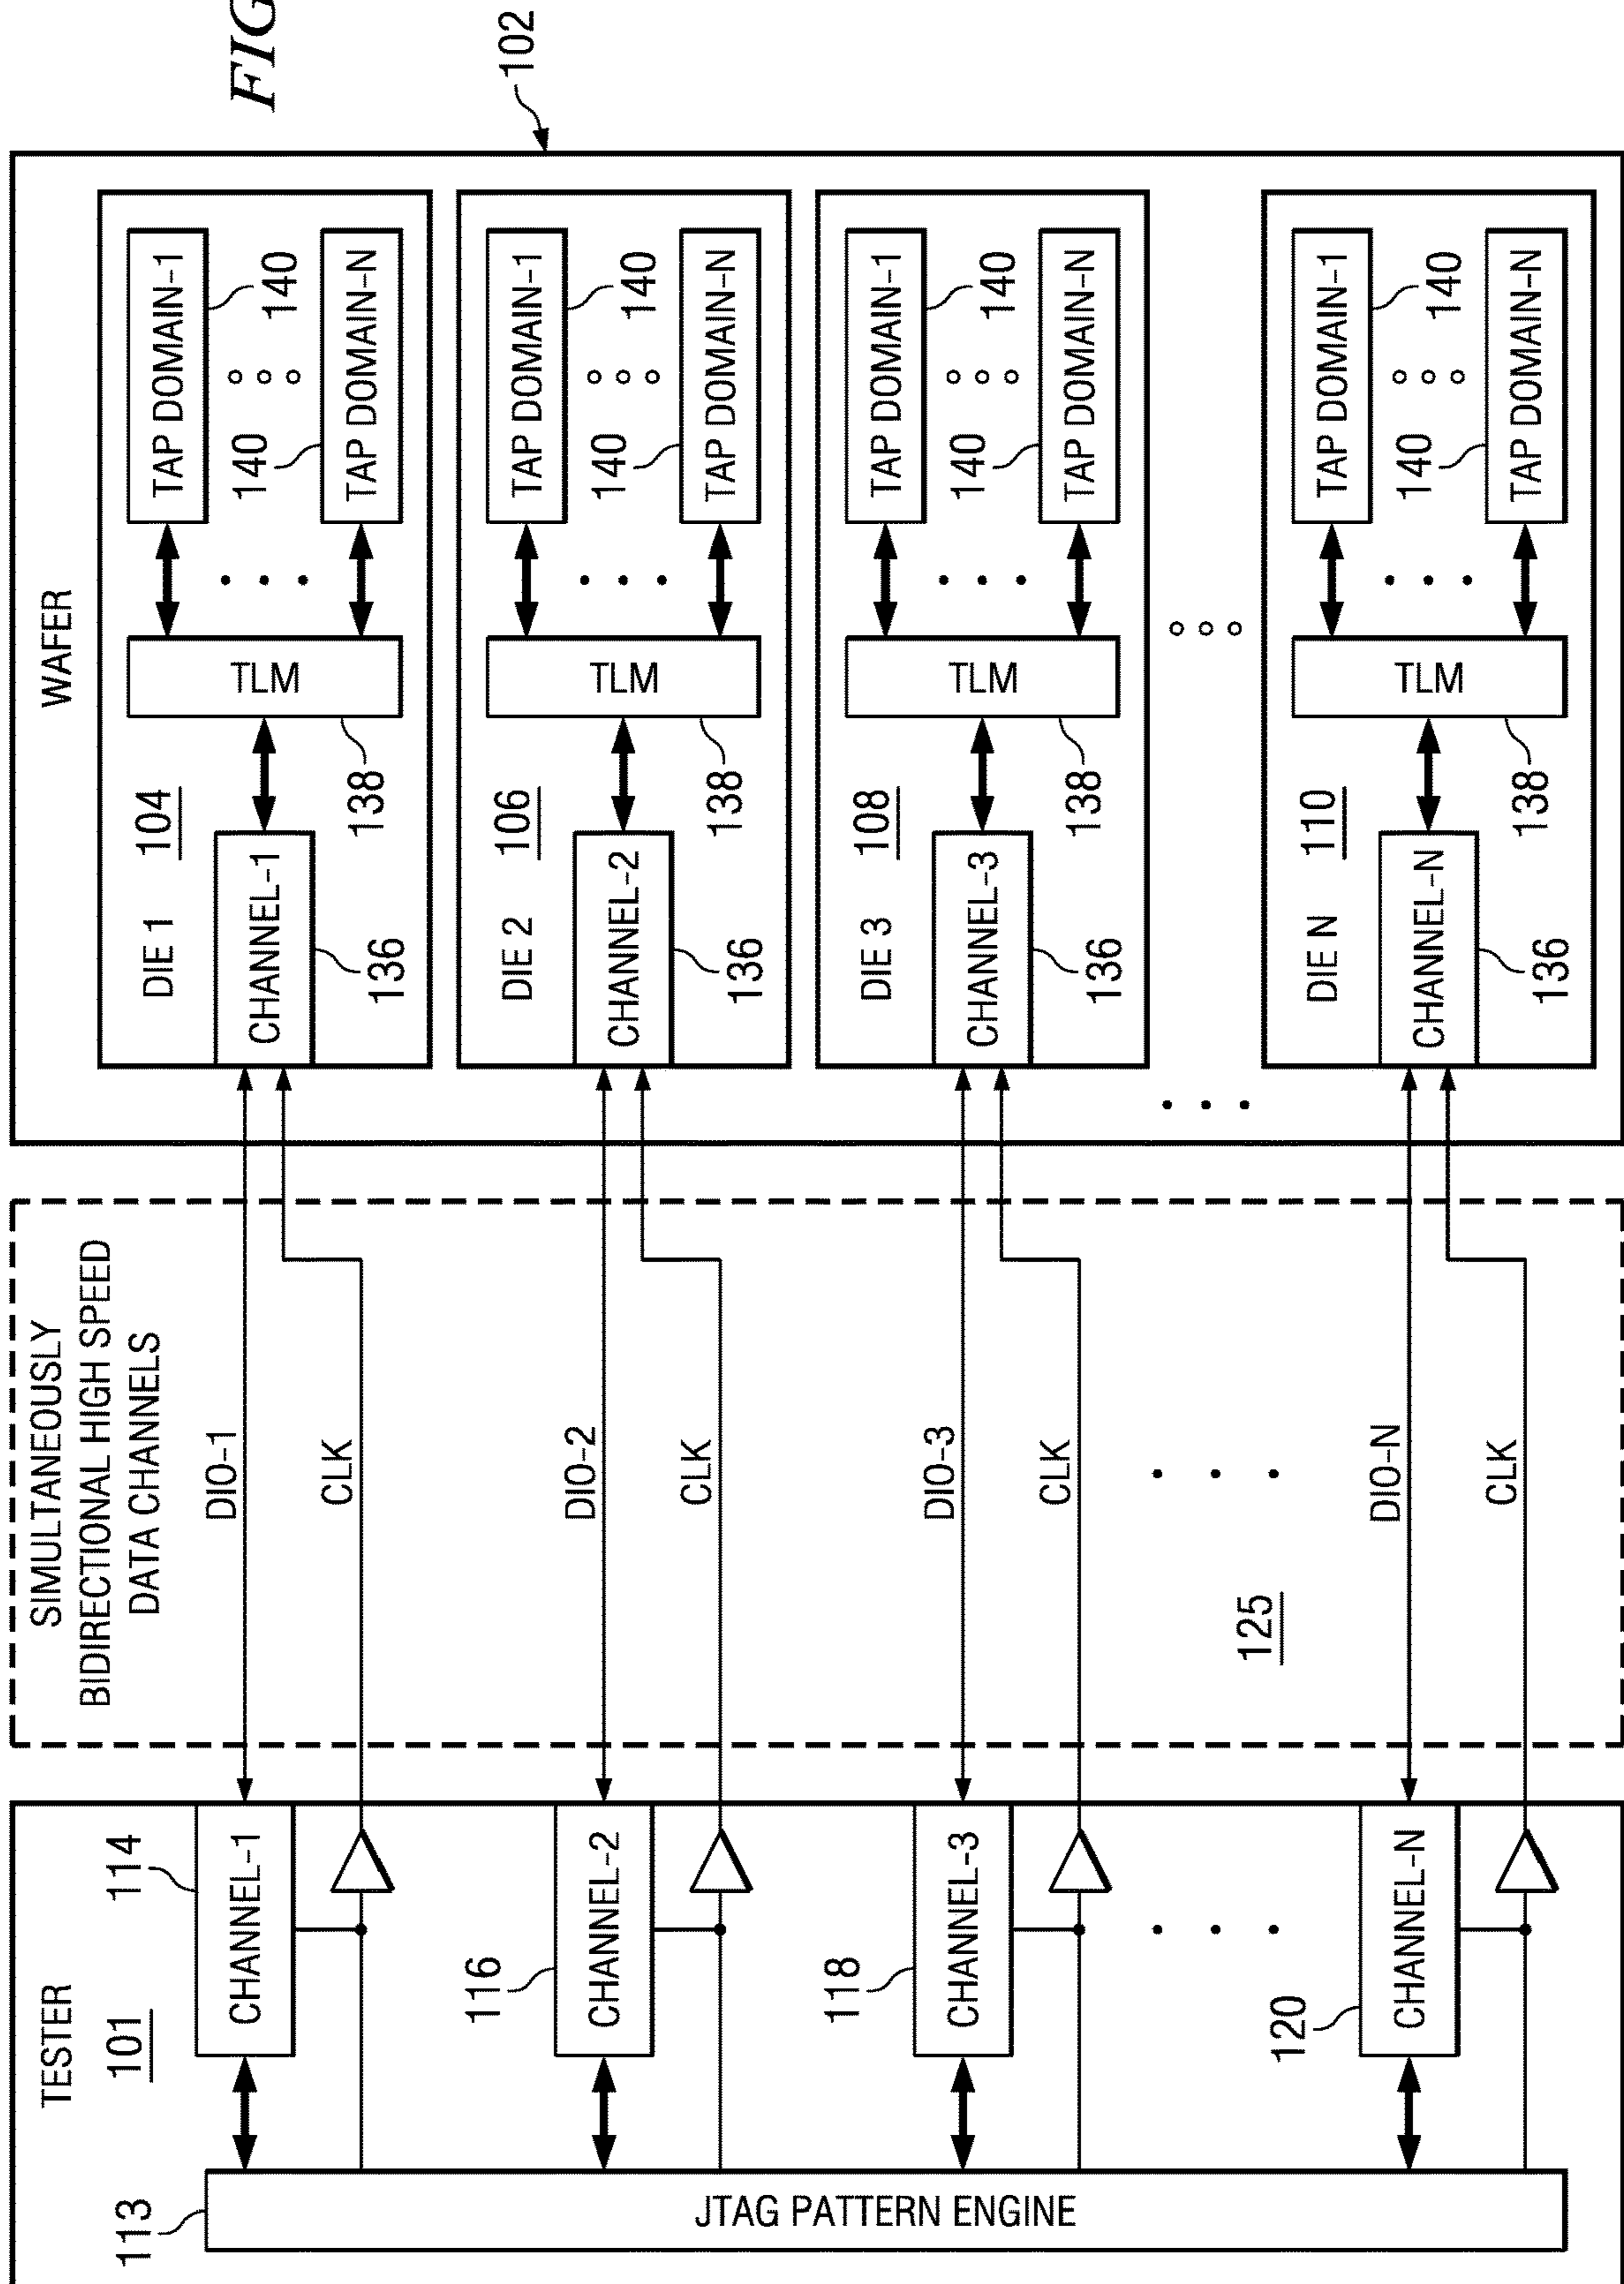 FIG
TESTER
101
113
JTAG PATTERN ENGINE
114
CHANNEL-1
116
CHANNEL-2
118
CHANNEL-3
120
CHANNEL-N
SIMULTANEOUSLY
BIDIRECTIONAL HIGH SPEED
DATA CHANNELS
DIO-1
CLK
DIO-2
CLK
DIO-3
CLK
DIO-N
CLK
125
WAFER
102
DIE 1
104
CHANNEL-1
136
TLM
138
TAP DOMAIN-1
140
140
TAP DOMAIN-N
DIE 2
106
CHANNEL-2
136
TLM
138
TAP DOMAIN-1
140
140
TAP DOMAIN-N
DIE 3
108
CHANNEL-3
136
TLM
138
TAP DOMAIN-1
140
140
TAP DOMAIN-N
DIE N
110
CHANNEL-N
136
TLM
138
TAP DOMAIN-1
140
140
TAP DOMAIN-N